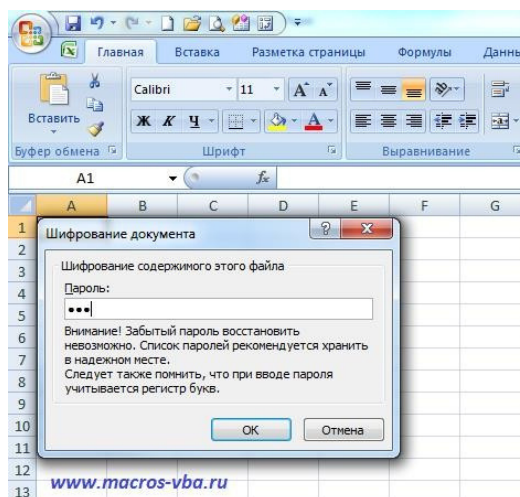 Главная Вставка Разметка страницы Формулы
Вставить
Calibri 11
Ж К Ч
Буфер обмена Шрифт Выравнивание
A1 fx
A B C D E F G
1
2
3
4
5
6
7
8
9
10
11
12
13
Шифрование документа
Шифрование содержимого этого файла
Пароль:
•••
Внимание! Забытый пароль восстановить
невозможно. Список паролей рекомендуется хранить
в надежном месте.
Следует также помнить, что при вводе пароля
учитывается регистр букв.
ОК Отмена
www.macros-vba.ru